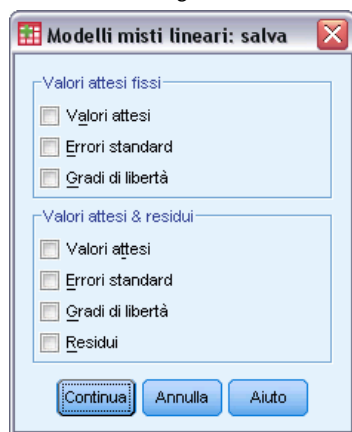 Modelli misti lineari: salva
Valori attesi fissi
Valori attesi
Errori standard
Gradi di libertà
Valori attesi & residui
Valori attesi
Errori standard
Gradi di libertà
Residui
Continua Annulla Aiuto